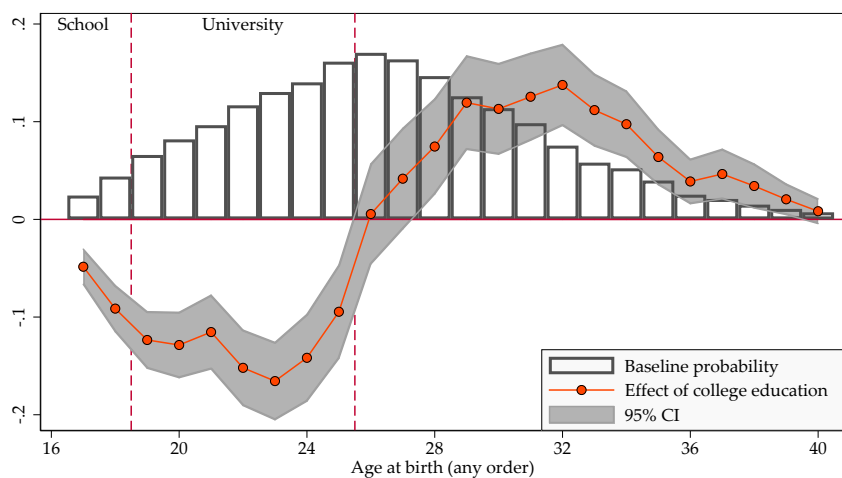 School
University
.2
.1
0
-.1
-.2
Baseline probability
Effect of college education
95% CI
16
20
24
28
32
36
40
Age at birth (any order)